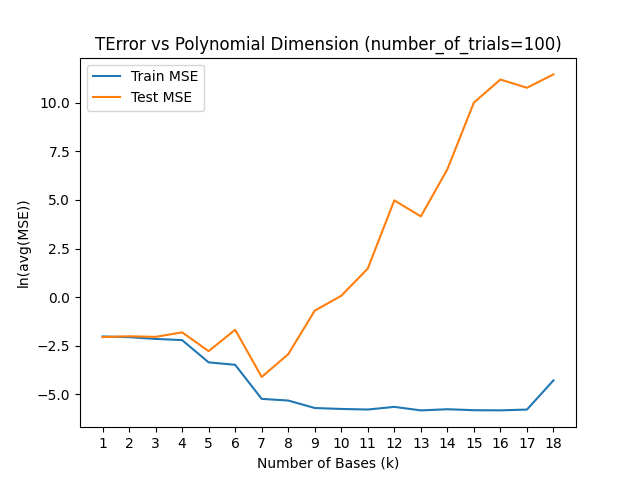 TError vs Polynomial Dimension (number_of_trials=100)
Train MSE
Test MSE
10.0
7.5
5.0
2.5
0.0
−2.5
−5.0
ln(avg(MSE))
1 2 3 4 5 6 7 8 9 10 11 12 13 14 15 16 17 18
Number of Bases (k)